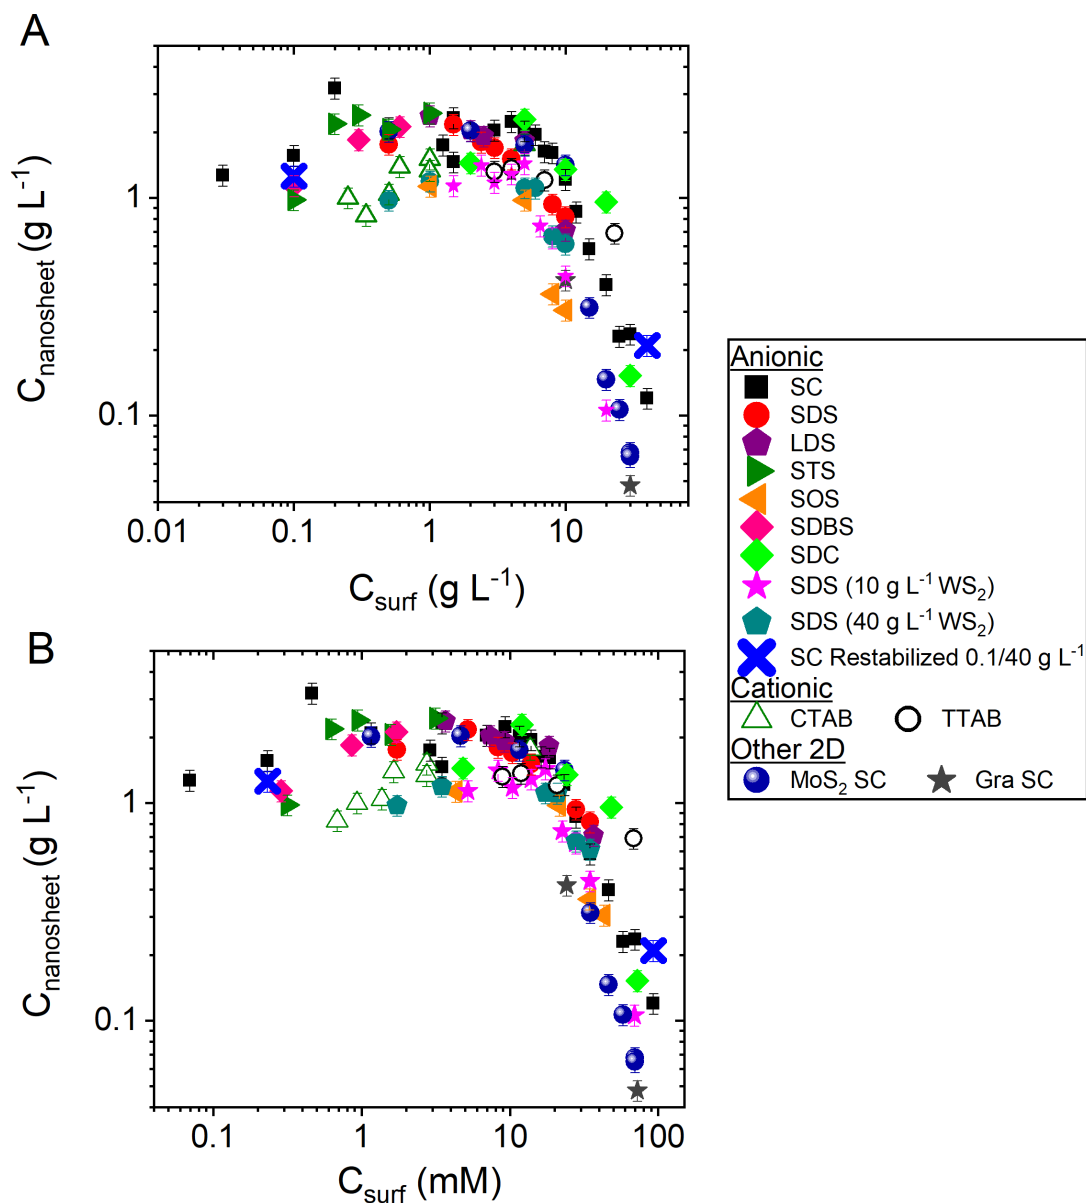 A
C_nanosheet (g L⁻¹)
1
0.1
0.01
0.1
1
10
C_surf (g L⁻¹)
B
C_nanosheet (g L⁻¹)
1
0.1
0.1
1
10
100
C_surf (mM)
Anionic
SC
SDS
LDS
STS
SOS
SDBS
SDC
SDS (10 g L⁻¹ WS₂)
SDS (40 g L⁻¹ WS₂)
SC Restabilized 0.1/40 g L⁻¹
Cationic
CTAB TTAB
Other 2D
MoS₂ SC Gra SC